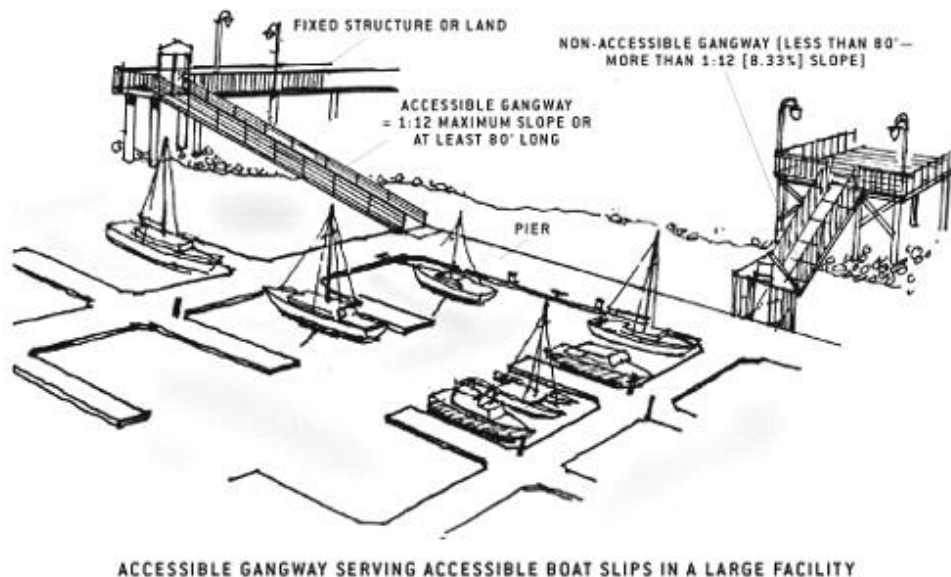 FIXED STRUCTURE OR LAND
NON-ACCESSIBLE GANGWAY (LESS THAN 80'—
MORE THAN 1:12 [8.33%] SLOPE)
ACCESSIBLE GANGWAY
= 1:12 MAXIMUM SLOPE OR
AT LEAST 80' LONG
PIER
ACCESSIBLE GANGWAY SERVING ACCESSIBLE BOAT SLIPS IN A LARGE FACILITY